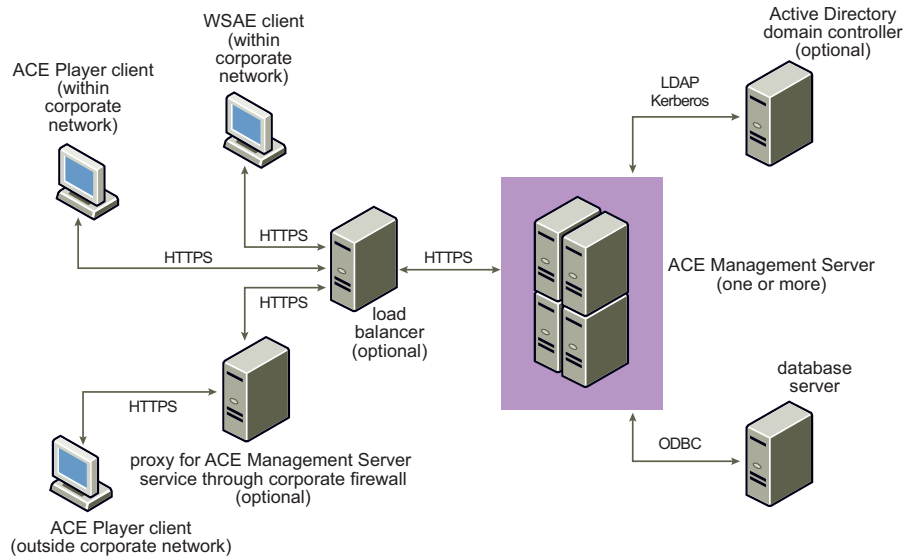 WSAE client
(within
corporate
network)
ACE Player client
(within
corporate
network)
Active Directory
domain controller
(optional)
LDAP
Kerberos
HTTPS
HTTPS
HTTPS
HTTPS
load
balancer
(optional)
ACE Management Server
(one or more)
database
server
HTTPS
ODBC
proxy for ACE Management Server
service through corporate firewall
(optional)
ACE Player client
(outside corporate network)